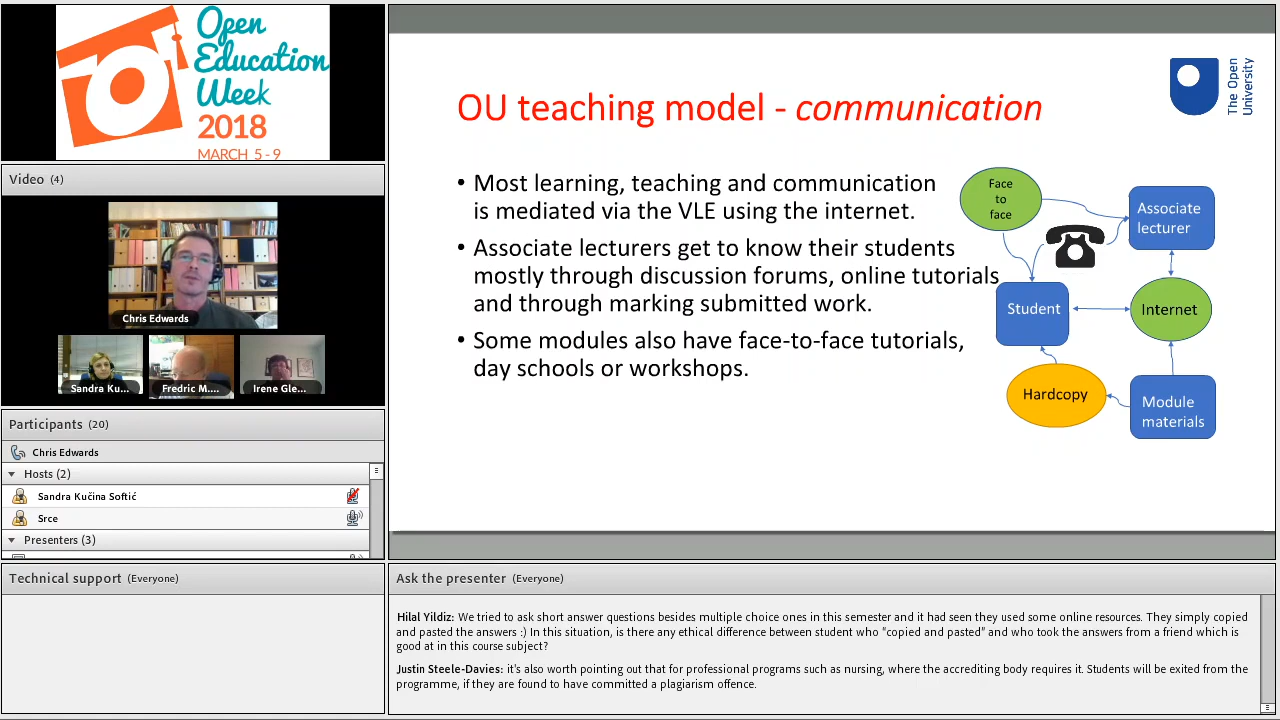 Open
Education
Week
2018
MARCH 5 - 9
Video (4)
Chris Edwards
Sandra Ku...
Fredric M....
Irene Gle...
Participants (20)
Chris Edwards
Hosts (2)
Sandra Kučina Softić
Srce
Presenters (3)
Technical support (Everyone)
The Open
University
OU teaching model - communication
• Most learning, teaching and communication
is mediated via the VLE using the internet.
• Associate lecturers get to know their students
mostly through discussion forums, online tutorials
and through marking submitted work.
• Some modules also have face-to-face tutorials,
day schools or workshops.
Face
to
face
Associate
lecturer
Student
Internet
Hardcopy
Module
materials
Ask the presenter (Everyone)
Hilal Yildiz: We tried to ask short answer questions besides multiple choice ones in this semester and it had seen they used some online resources. They simply copied
and pasted the answers :) In this situation, is there any ethical difference between student who "copied and pasted" and who took the answers from a friend which is
good at in this course subject?
Justin Steele-Davies: it's also worth pointing out that for professional programs such as nursing, where the accrediting body requires it. Students will be exited from the
programme, if they are found to have committed a plagiarism offence.